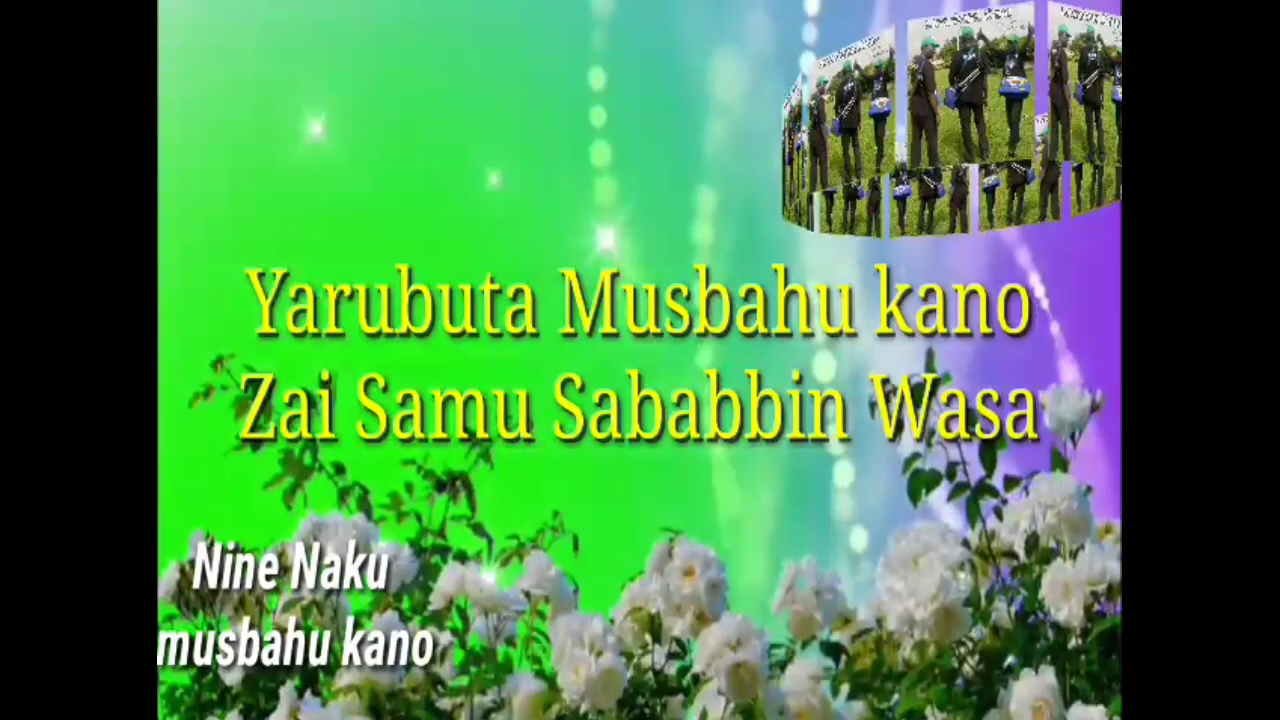 Yarubuta Musbahu kano
Zai Samu Sababbin Wasa
Nine Naku
musbahu kano